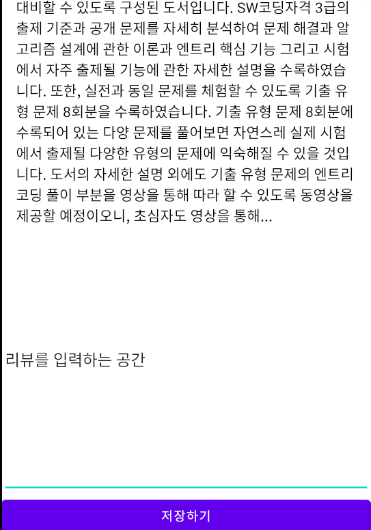 대비할 수 있도록 구성된 도서입니다. SW코딩자격 3급의
출제 기준과 공개 문제를 자세히 분석하여 문제 해결과 알
고리즘 설계에 관한 이론과 엔트리 핵심 기능 그리고 시험
에서 자주 출제될 기능에 관한 자세한 설명을 수록하였습
니다. 또한, 실전과 동일 문제를 체험할 수 있도록 기출 유
형 문제 8회분을 수록하였습니다. 기출 유형 문제 8회분에
수록되어 있는 다양 문제를 풀어보면 자연스레 실제 시험
에서 출제될 다양한 유형의 문제에 익숙해질 수 있을 것입
니다. 도서의 자세한 설명 외에도 기출 유형 문제의 엔트리
코딩 풀이 부분을 영상을 통해 따라 할 수 있도록 동영상을
제공할 예정이오니, 초심자도 영상을 통해...
리뷰를 입력하는 공간
저장하기